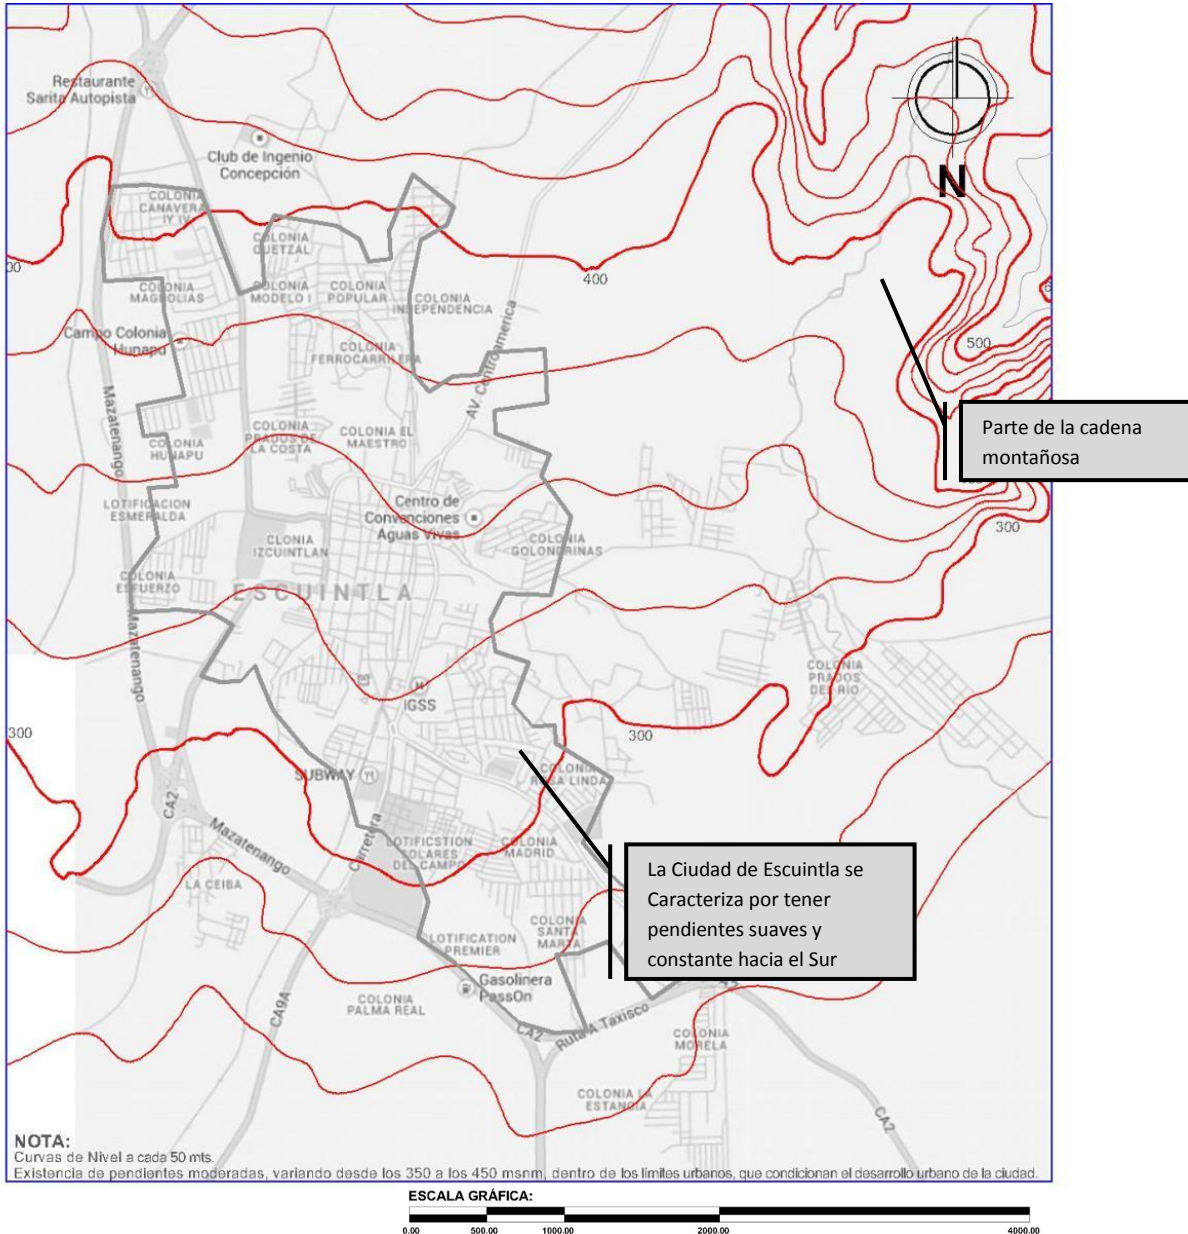 Restaurante
Sarita Autopista
Club de Ingenio
Concepción
N
COLONIA
CANAVERA
IY IV
COLONIA
QUETZAL
00
400
COLONIA
MAGNOLIAS
COLONIA
MODELO I
COLONIA
POPULAR
COLONIA
INDEPENDENCIA
Campo Colonia
Hunapu
COLONIA
FERROCARRILERA
AV. Centroamerica
500
Mazatenango
Parte de la cadena
montañosa
COLONIA
HUNAPU
COLONIA
PRADOS DE
LA COSTA
COLONIA EL
MAESTRO
LOTIFICACION
ESMERALDA
Centro de
Convenciones
Aguas Vivas
300
CLONIA
IZCUINTLAN
COLONIA
GOLONDRINAS
COLONIA
ESFUERZO
ESCUINTLA
Mazatenango
COLONIA
PRADOS
DEL RIO
IGSS
300
300
SUBWAY
COLONIA
ROSA LINDA
CA2
Mazatenango
Carretera
LOTIFICSTION
SOLARES
DEL CAMPO
COLONIA
MADRID
LA CEIBA
La Ciudad de Escuintla se
Caracteriza por tener
pendientes suaves y
constante hacia el Sur
COLONIA
SANTA
MARTA
LOTIFICATION
PREMIER
Gasolinera
PassOn
COLONIA
PALMA REAL
CA9A
CA2
Ruta A Taxisco
COLONIA
MORELA
COLONIA LA
ESTANCIA
CA2
NOTA:
Curvas de Nivel a cada 50 mts.
Existencia de pendientes moderadas, variando desde los 350 a los 450 msnm, dentro de los límites urbanos, que condicionan el desarrollo urbano de la ciudad.
ESCALA GRÁFICA:
0.00 500.00 1000.00 2000.00 4000.00